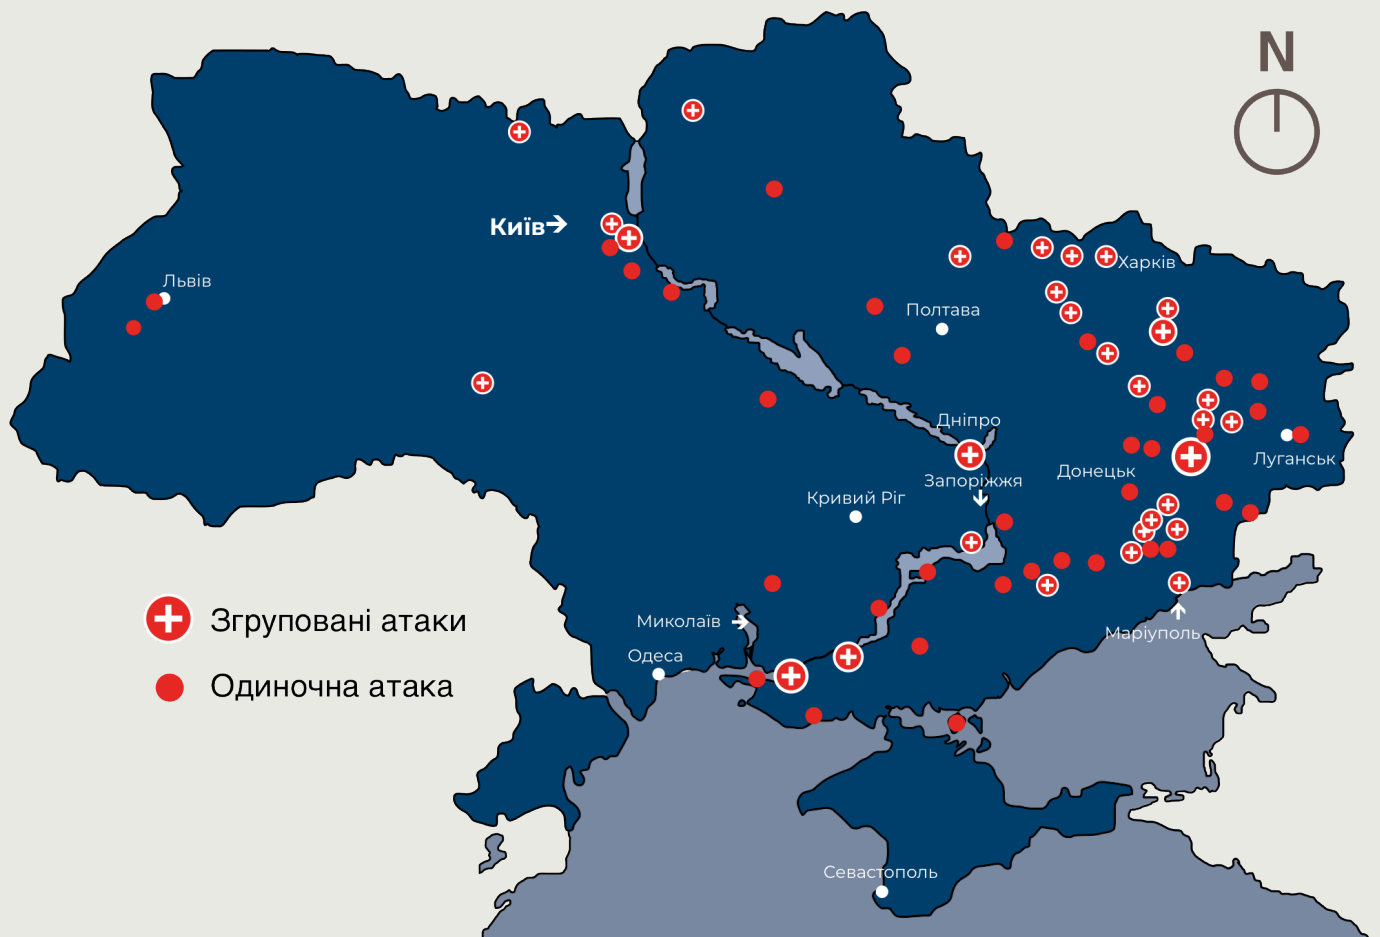 N
Київ
Львів
Харків
Полтава
Дніпро
Луганськ
Донецьк
Запоріжжя
Кривий Ріг
Згруповані атаки
Миколаїв
Маріуполь
Одеса
Одиночна атака
Севастополь